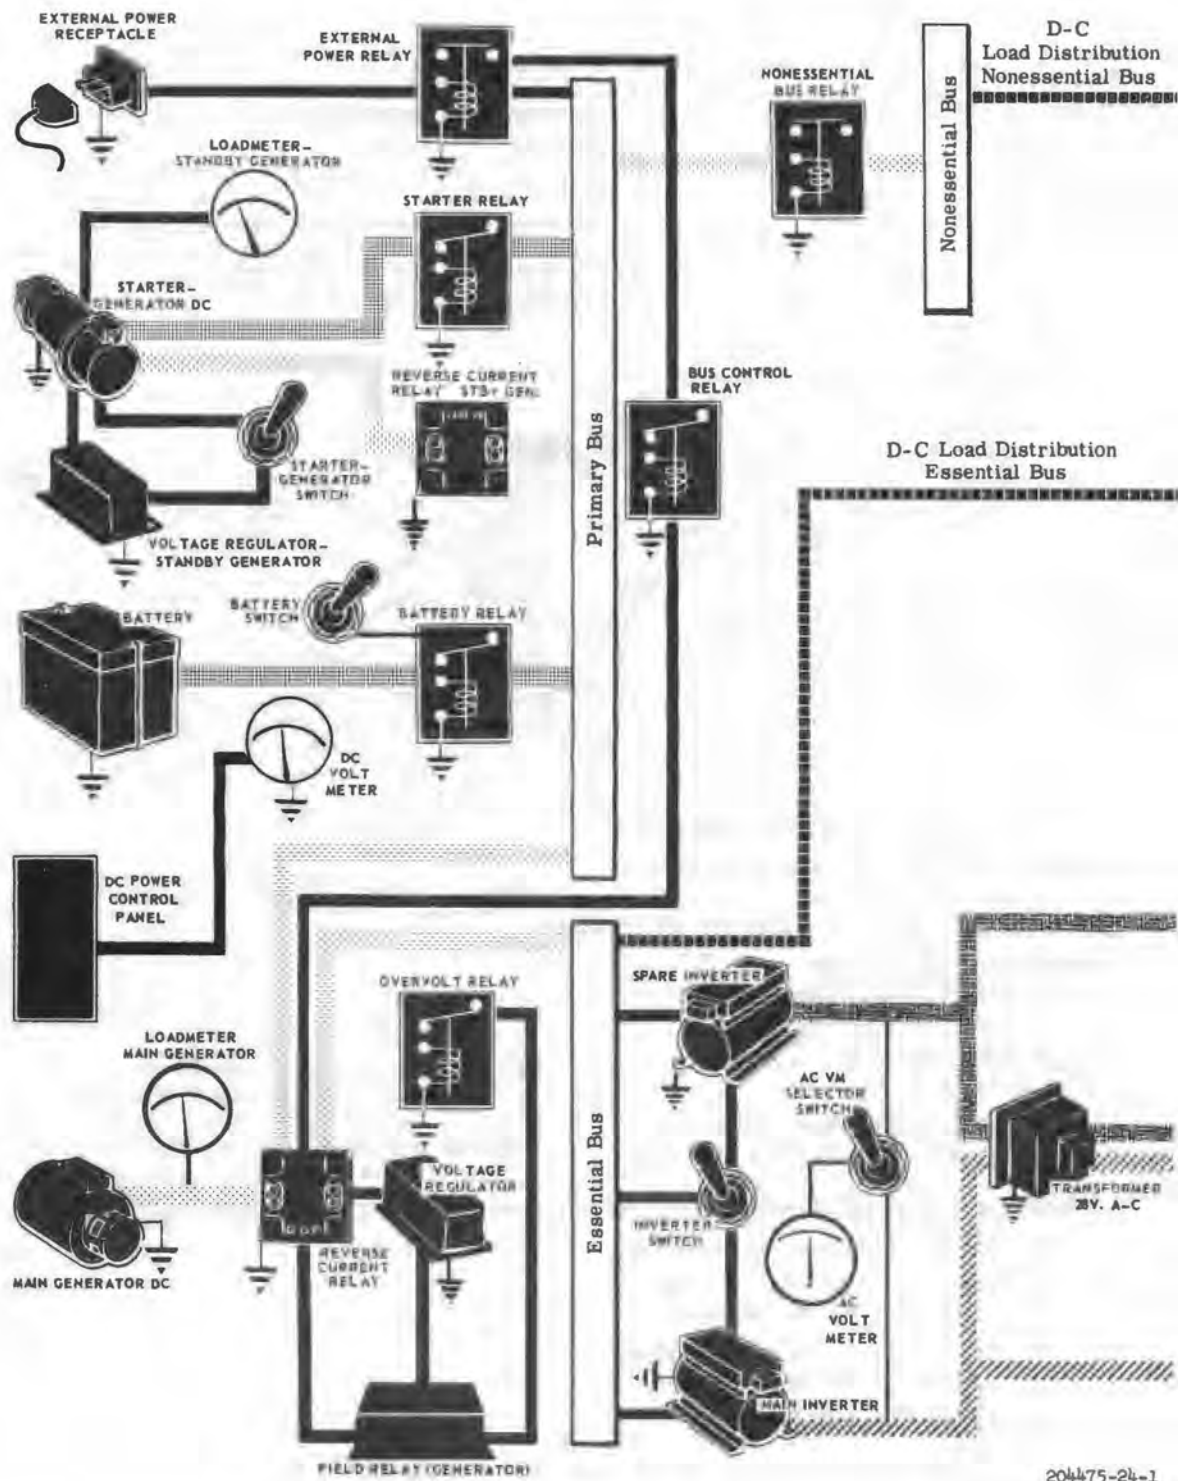 EXTERNAL POWER
RECEPTACLE
EXTERNAL
POWER RELAY
D-C
Load Distribution
Nonessential Bus
NONESSENTIAL
BUS RELAY
Nonessential Bus
LOADMETER-
STANDBY GENERATOR
STARTER RELAY
STARTER-
GENERATOR DC
REVERSE CURRENT
RELAY STBY GEN.
BUS CONTROL
RELAY
Primary Bus
D-C Load Distribution
Essential Bus
STARTER-
GENERATOR
SWITCH
VOLTAGE REGULATOR-
STANDBY GENERATOR
BATTERY
BATTERY
SWITCH
BATTERY RELAY
DC
VOLT
METER
DC POWER
CONTROL
PANEL
OVERVOLT RELAY
SPARE INVERTER
LOADMETER
MAIN GENERATOR
AC VM
SELECTOR
SWITCH
Essential Bus
VOLTAGE
REGULATOR
TRANSFORMER
28V. A-C
INVERTER
SWITCH
REVERSE
CURRENT
RELAY
MAIN GENERATOR DC
AC
VOLT
METER
MAIN INVERTER
FIELD RELAY (GENERATOR)
204475-24-1